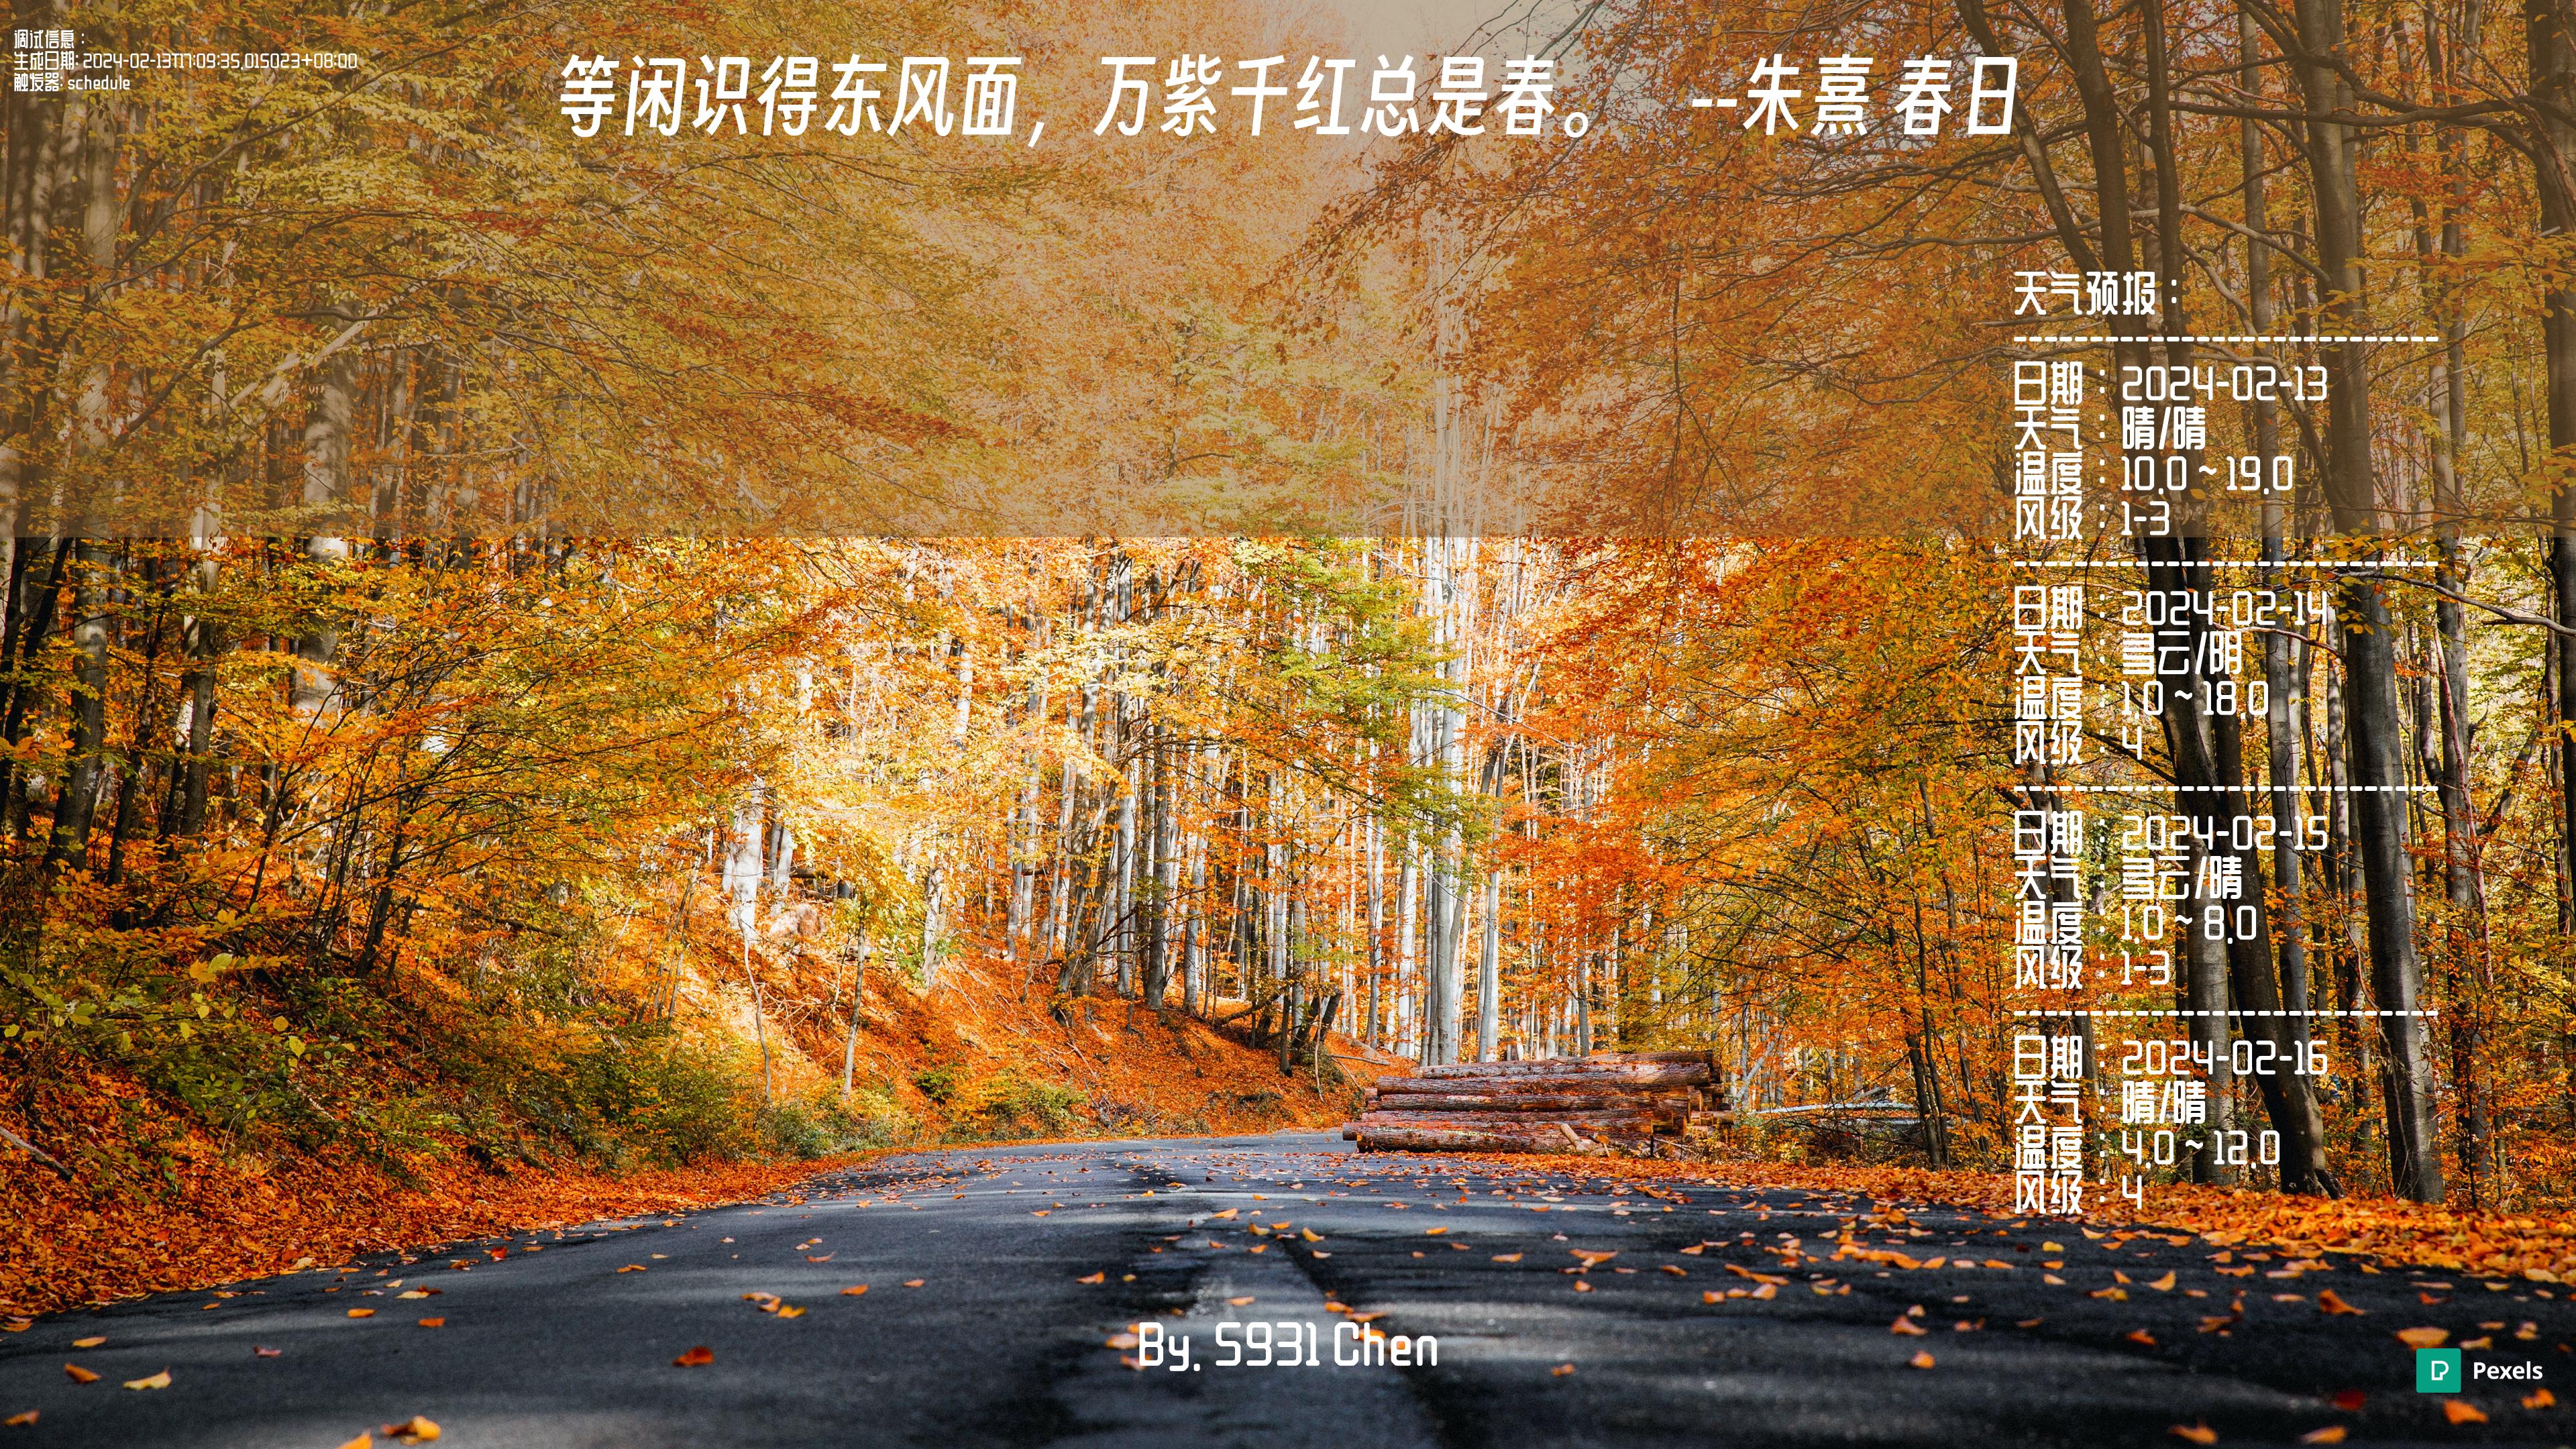 调试信息：
生成日期: 2024-02-13T17:09:35.015023+08:00
触发器: schedule
等闲识得东风面，万紫千红总是春。 --朱熹 春日
天气预报：
----------------------------
日期：2024-02-13
天气：晴/晴
温度：10.0 ~ 19.0
风级：1-3
----------------------------
日期：2024-02-14
天气：多云/阴
温度：1.0 ~ 18.0
风级：4
----------------------------
日期：2024-02-15
天气：多云/晴
温度：1.0 ~ 8.0
风级：1-3
----------------------------
日期：2024-02-16
天气：晴/晴
温度：4.0 ~ 12.0
风级：4
By. S931 Chen
Pexels